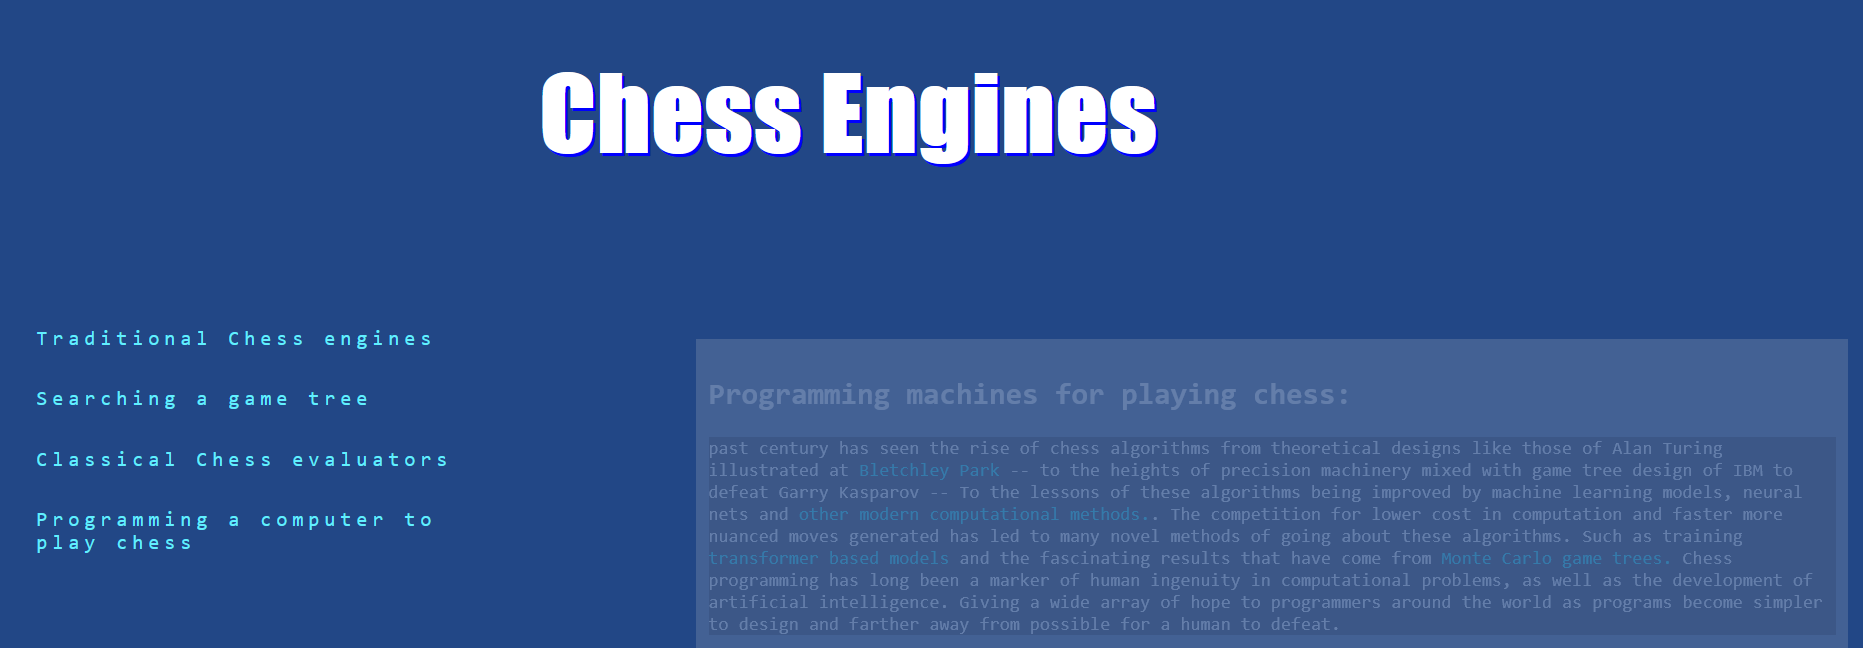 Chess Engines
Traditional Chess engines
Searching a game tree
Classical Chess evaluators
Programming a computer to
play chess
Programming machines for playing chess:
past century has seen the rise of chess algorithms from theoretical designs like those of Alan Turing
illustrated at Bletchley Park -- to the heights of precision machinery mixed with game tree design of IBM to
defeat Garry Kasparov -- To the lessons of these algorithms being improved by machine learning models, neural
nets and other modern computational methods.. The competition for lower cost in computation and faster more
nuanced moves generated has led to many novel methods of going about these algorithms. Such as training
transformer based models and the fascinating results that have come from Monte Carlo game trees. Chess
programming has long been a marker of human ingenuity in computational problems, as well as the development of
artificial intelligence. Giving a wide array of hope to programmers around the world as programs become simpler
to design and farther away from possible for a human to defeat.